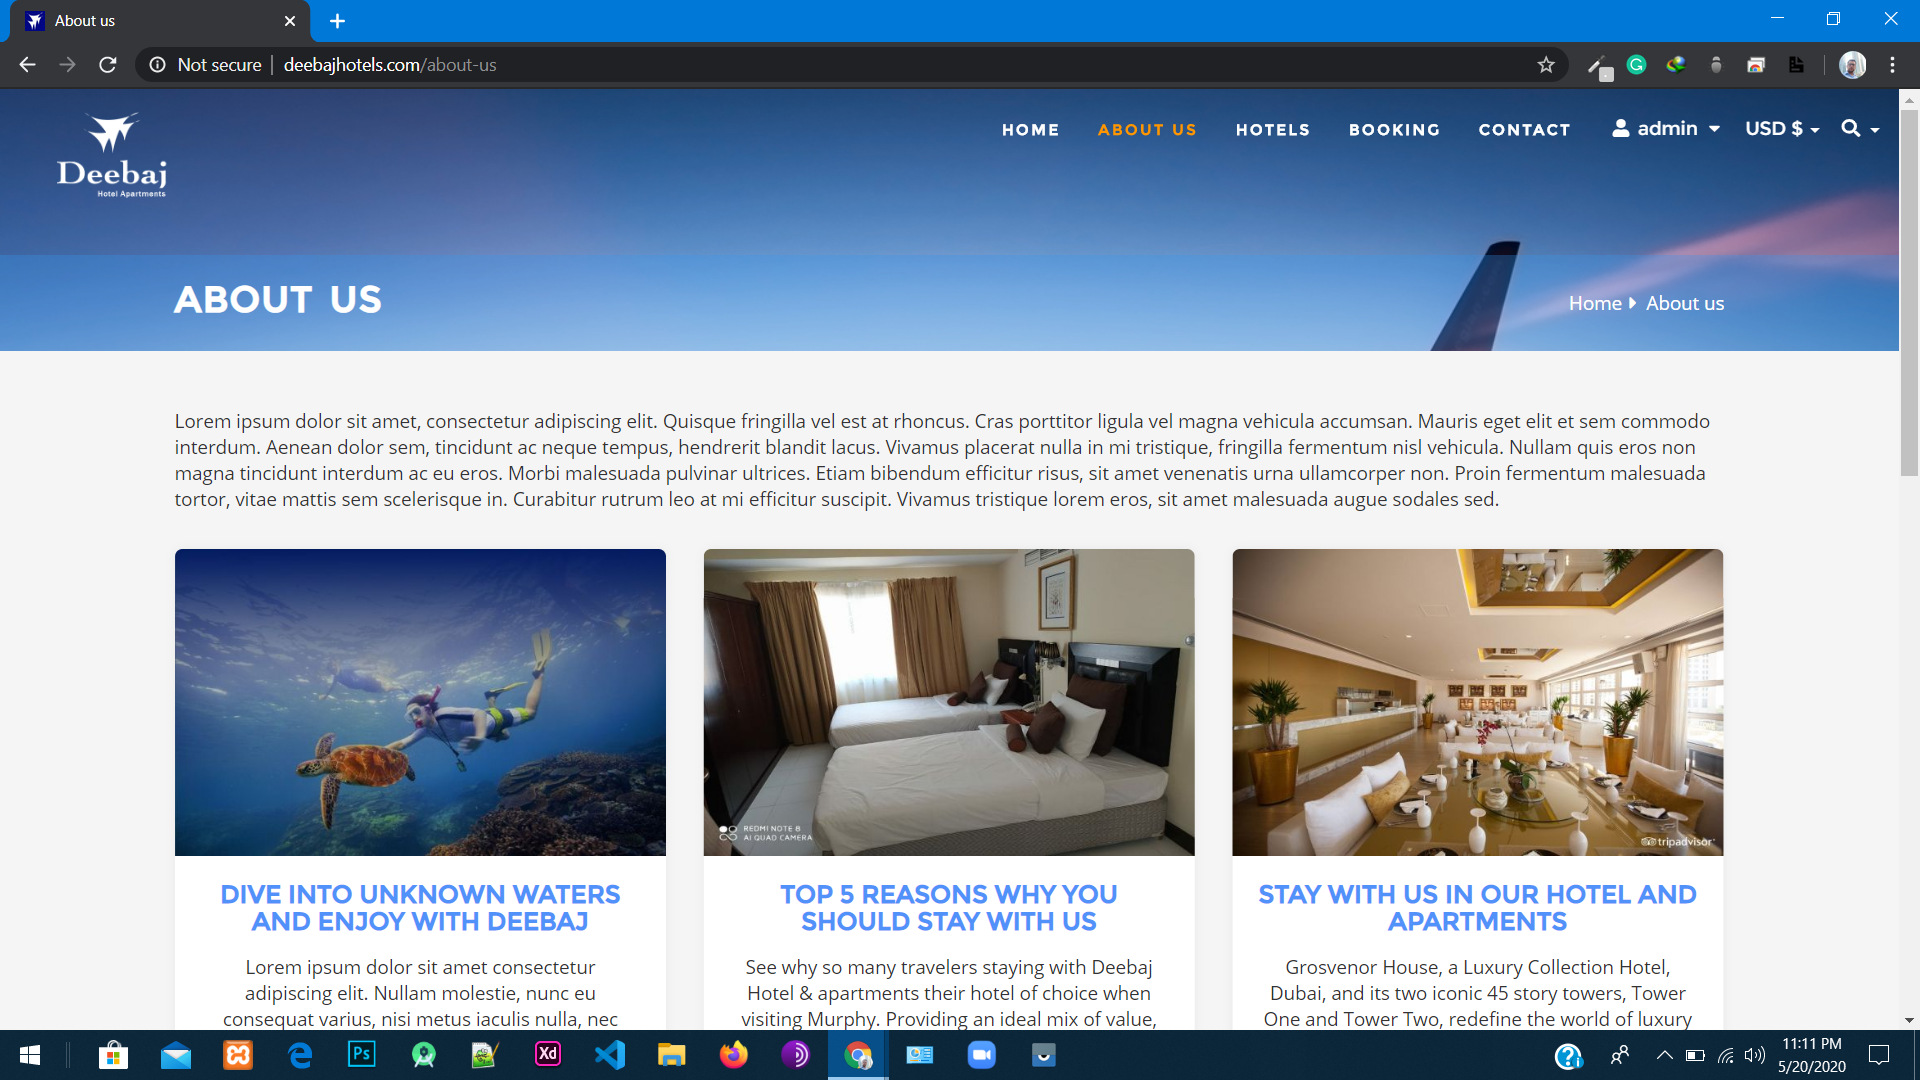 About us
Not secure | deebajhotels.com/about-us
Deebaj
Hotel Apartments
HOME ABOUT US HOTELS BOOKING CONTACT admin USD $
ABOUT US
Home About us
Lorem ipsum dolor sit amet, consectetur adipiscing elit. Quisque fringilla vel est at rhoncus. Cras porttitor ligula vel magna vehicula accumsan. Mauris eget elit et sem commodo
interdum. Aenean dolor sem, tincidunt ac neque tempus, hendrerit blandit lacus. Vivamus placerat nulla in mi tristique, fringilla fermentum nisl vehicula. Nullam quis eros non
magna tincidunt interdum ac eu eros. Morbi malesuada pulvinar ultrices. Etiam bibendum efficitur risus, sit amet venenatis urna ullamcorper non. Proin fermentum malesuada
tortor, vitae mattis sem scelerisque in. Curabitur rutrum leo at mi efficitur suscipit. Vivamus tristique lorem eros, sit amet malesuada augue sodales sed.
DIVE INTO UNKNOWN WATERS
AND ENJOY WITH DEEBAJ
Lorem ipsum dolor sit amet consectetur
adipiscing elit. Nullam molestie, nunc eu
consequat varius, nisi metus iaculis nulla, nec
REDMI NOTE 8
AI QUAD CAMERA
TOP 5 REASONS WHY YOU
SHOULD STAY WITH US
See why so many travelers staying with Deebaj
Hotel & apartments their hotel of choice when
visiting Murphy. Providing an ideal mix of value,
tripadvisor
STAY WITH US IN OUR HOTEL AND
APARTMENTS
Grosvenor House, a Luxury Collection Hotel,
Dubai, and its two iconic 45 story towers, Tower
One and Tower Two, redefine the world of luxury
Ps
Xd
11:11 PM
5/20/2020